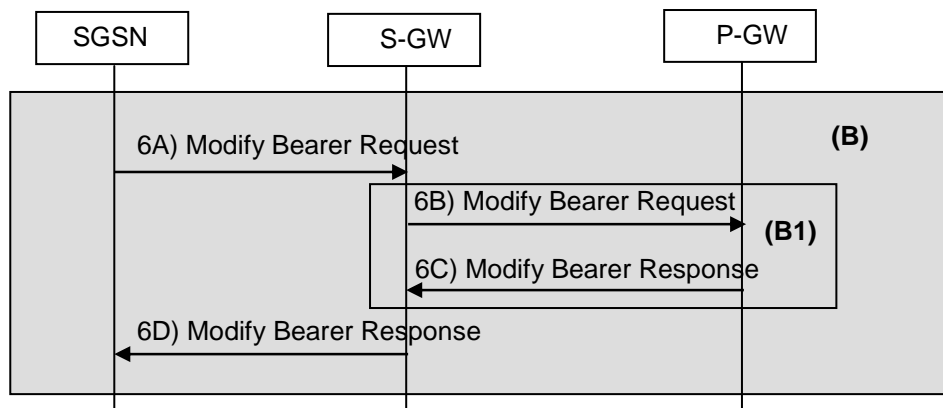 SGSN
S-GW
P-GW
(B)
6A) Modify Bearer Request
6B) Modify Bearer Request
(B1)
6C) Modify Bearer Response
6D) Modify Bearer Response